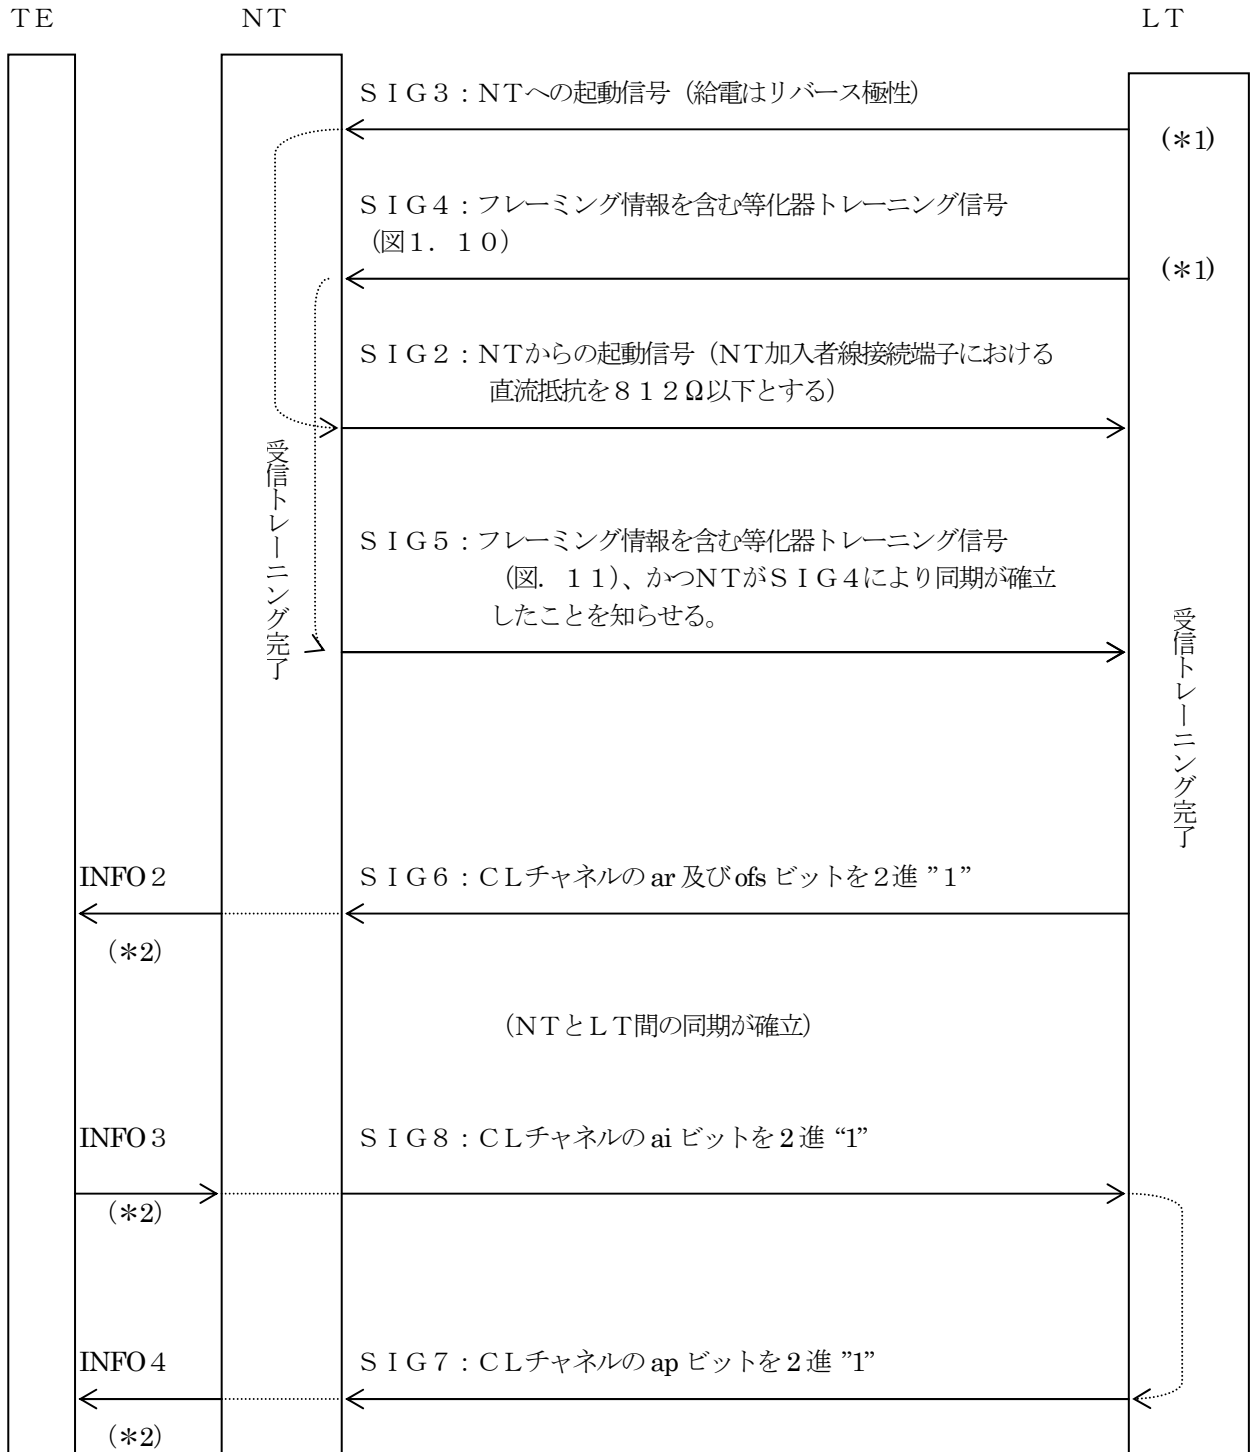 ＴＥ　ＮＴ　ＬＴ
ＳＩＧ３：ＮＴへの起動信号（給電はリバース極性）
(＊1)
ＳＩＧ４：フレーミング情報を含む等化器トレーニング信号
（図１．１０）
(＊1)
ＳＩＧ２：ＮＴからの起動信号（ＮＴ加入者線接続端子における
直流抵抗を８１２Ω以下とする）
受信トレーニング完了
ＳＩＧ５：フレーミング情報を含む等化器トレーニング信号
（図．１１）、かつＮＴがＳＩＧ４により同期が確立
したことを知らせる。
受信トレーニング完了
INFO２
ＳＩＧ６：ＣＬチャネルの ar 及び ofs ビットを２進 ”１”
（＊2）
（ＮＴとＬＴ間の同期が確立）
INFO３
ＳＩＧ８：ＣＬチャネルの ai ビットを２進 “1”
（＊2）
INFO４
ＳＩＧ７：ＣＬチャネルの ap ビットを２進 ”1”
（＊2）